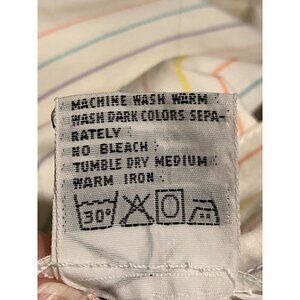 MACHINE WASH WARM
WASH DARK COLORS SEPA-
RATELY
NO BLEACH
TUMBLE DRY MEDIUM
WARM IRON
30°